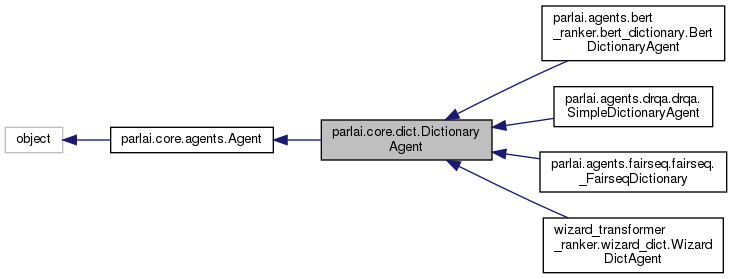 object
parlai.core.agents.Agent
parlai.core.dict.Dictionary
Agent
parlai.agents.bert
_ranker.bert_dictionary.Bert
DictionaryAgent
parlai.agents.drqa.drqa.
SimpleDictionaryAgent
parlai.agents.fairseq.fairseq.
_FairseqDictionary
wizard_transformer
_ranker.wizard_dict.Wizard
DictAgent